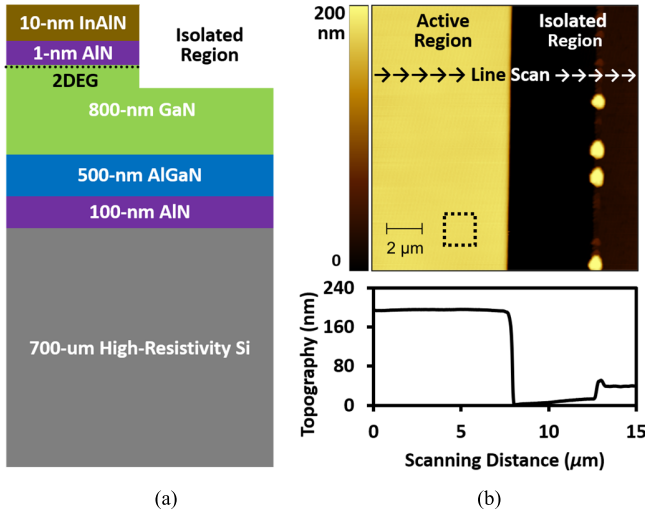 10-nm InAlN
1-nm AlN
2DEG
Isolated
Region
800-nm GaN
500-nm AlGaN
100-nm AlN
700-um High-Resistivity Si
(a)
200
nm
0
Active
Region
Isolated
Region
→→→→→ Line Scan →→→→→
2 μm
Topography (nm)
240
160
80
0
0 5 10 15
Scanning Distance (μm)
(b)